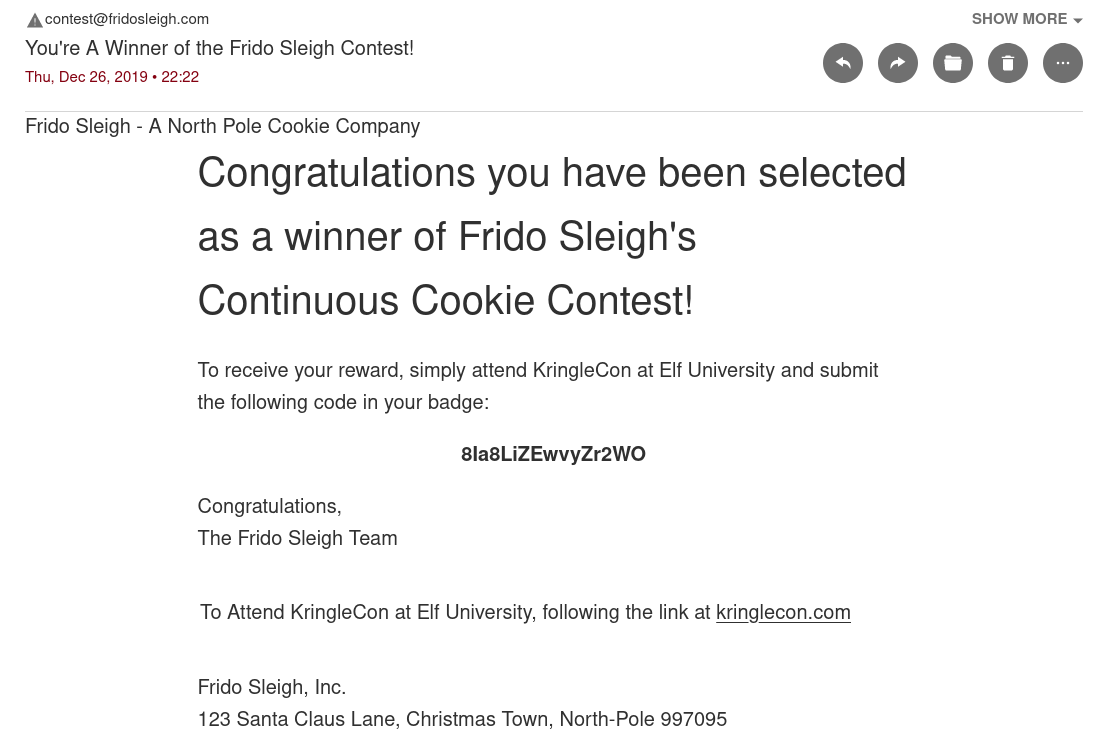 contest@fridosleigh.com
SHOW MORE
You're A Winner of the Frido Sleigh Contest!
Thu, Dec 26, 2019 • 22:22
Frido Sleigh - A North Pole Cookie Company
Congratulations you have been selected
as a winner of Frido Sleigh's
Continuous Cookie Contest!
To receive your reward, simply attend KringleCon at Elf University and submit
the following code in your badge:
8Ia8LiZEwvyZr2WO
Congratulations,
The Frido Sleigh Team
To Attend KringleCon at Elf University, following the link at kringlecon.com
Frido Sleigh, Inc.
123 Santa Claus Lane, Christmas Town, North-Pole 997095